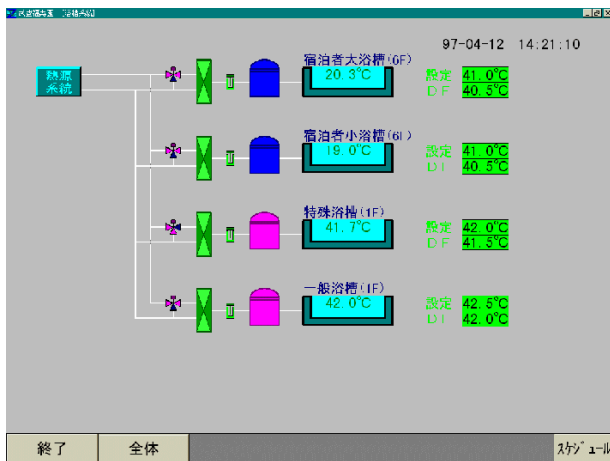 97-04-12 14:21:10
熱源
系統
宿泊者大浴槽(6F)
20.3℃
設定 41.0℃
DF 40.5℃
宿泊者小浴槽(6F)
19.0℃
設定 41.0℃
DF 40.5℃
特殊浴槽(1F)
41.7℃
設定 42.0℃
DF 41.5℃
一般浴槽(1F)
42.0℃
設定 42.5℃
DF 42.0℃
終了
全体
スケジュール